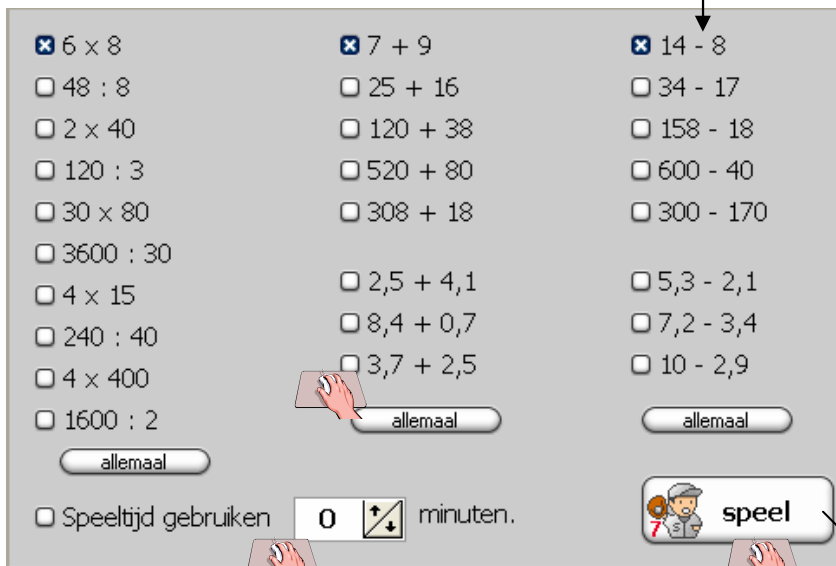 6 x 8
48 : 8
2 x 40
120 : 3
30 x 80
3600 : 30
4 x 15
240 : 40
4 x 400
1600 : 2
allemaal
7 + 9
25 + 16
120 + 38
520 + 80
308 + 18
2,5 + 4,1
8,4 + 0,7
3,7 + 2,5
allemaal
14 - 8
34 - 17
158 - 18
600 - 40
300 - 170
5,3 - 2,1
7,2 - 3,4
10 - 2,9
allemaal
Speeltijd gebruiken 0 minuten.
7 S speel